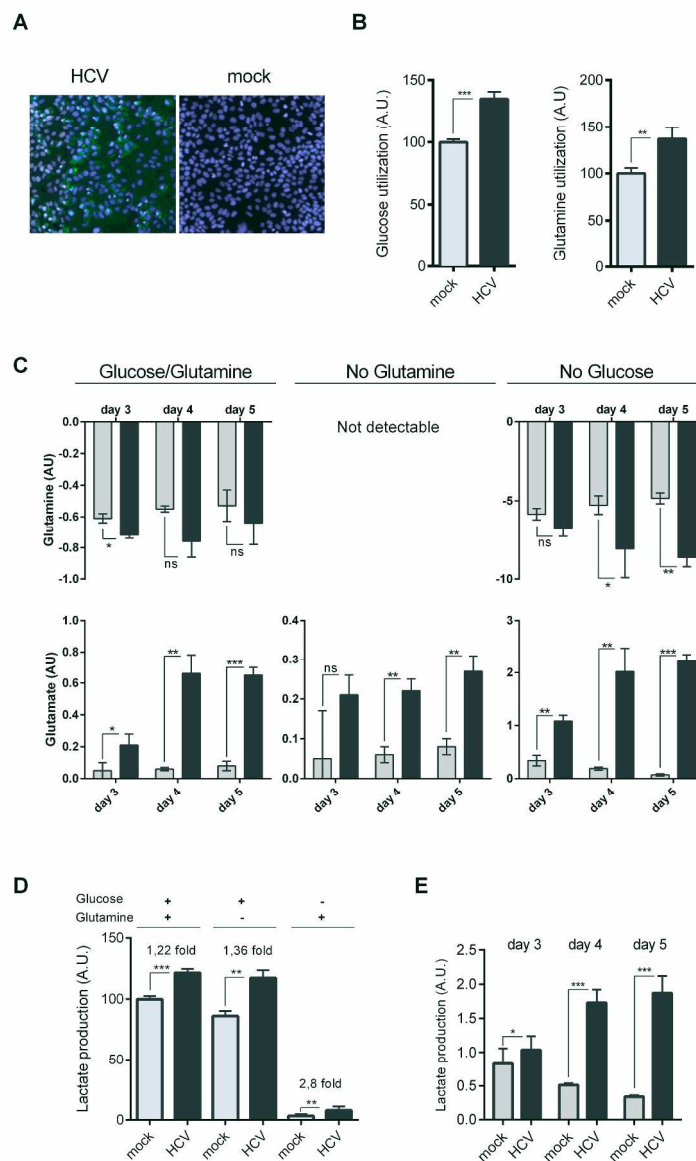 A
HCV mock
B
Glucose utilization (A.U.)
150
100
50
0
***
mock HCV
Glutamine utilization (A.U)
200
150
100
50
0
**
mock HCV
C
Glucose/Glutamine No Glutamine No Glucose
day 3 day 4 day 5
Glutamine (AU)
0.0
-0.2
-0.4
-0.6
-0.8
-1.0
* ns ns
Not detectable
day 3 day 4 day 5
0
-5
-10
ns * **
Glutamate (AU)
1.0
0.8
0.6
0.4
0.2
0.0
* ** ***
day 3 day 4 day 5
0.4
0.3
0.2
0.1
0.0
ns ** **
day 3 day 4 day 5
3
2
1
0
** ** ***
day 3 day 4 day 5
D
Glucose + + -
Glutamine + - +
Lactate production (A.U.)
150
100
50
0
1,22 fold 1,36 fold
2,8 fold
*** ** **
mock HCV mock HCV mock HCV
E
day 3 day 4 day 5
Lactate production (A.U.)
2.5
2.0
1.5
1.0
0.5
0.0
* *** ***
mock HCV mock HCV mock HCV